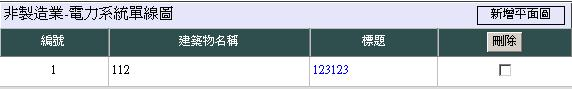 非製造業-電力系統單線圖 新增平面圖
編號 建築物名稱 標題 刪除
1 112 123123